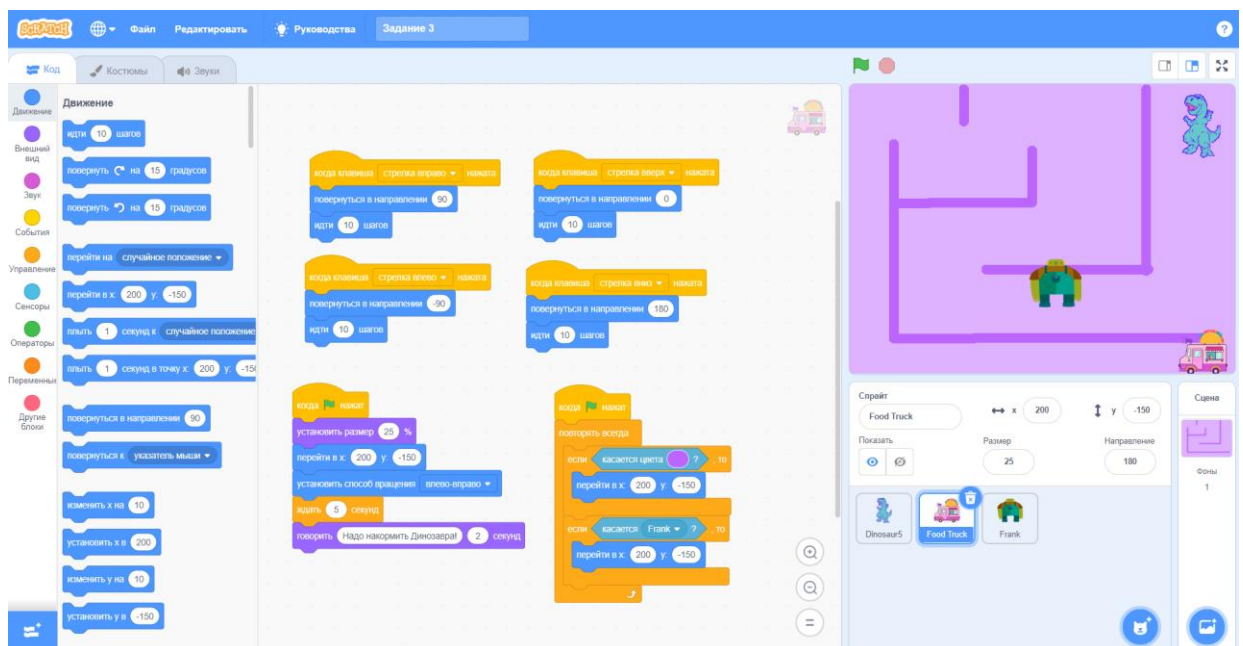 SCRATCH Файл Редактировать Руководства Задание 3 ?
Код Костюмы Звуки
Движение
Внешний вид
Звук
События
Управление
Сенсоры
Операторы
Переменные
Другие блоки
Движение
идти 10 шагов
повернуть на 15 градусов
повернуть на 15 градусов
перейти на случайное положение
перейти в x: 200 y: -150
плыть 1 секунд к случайное положение
плыть 1 секунд в точку x: 200 y: -150
повернуться в направлении 90
повернуться к указатель мыши
изменить x на 10
установить x в 200
изменить y на 10
установить y в -150
когда клавиша стрелка вправо нажата
повернуться в направлении 90
идти 10 шагов
когда клавиша стрелка вверх нажата
повернуться в направлении 0
идти 10 шагов
когда клавиша стрелка влево нажата
повернуться в направлении -90
идти 10 шагов
когда клавиша стрелка вниз нажата
повернуться в направлении 180
идти 10 шагов
когда нажат
установить размер 25 %
перейти в x: 200 y: -150
установить способ вращения влево-вправо
ждать 5 секунд
говорить Надо накормить Динозавра! 2 секунд
когда нажат
повторять всегда
если касается цвета ? , то
перейти в x: 200 y: -150
если касается Frank ? , то
перейти в x: 200 y: -150
Спрайт
Food Truck x 200 y -150
Показать Размер Направление
25 180
Dinosaur5 Food Truck Frank
Сцена
Фоны
1